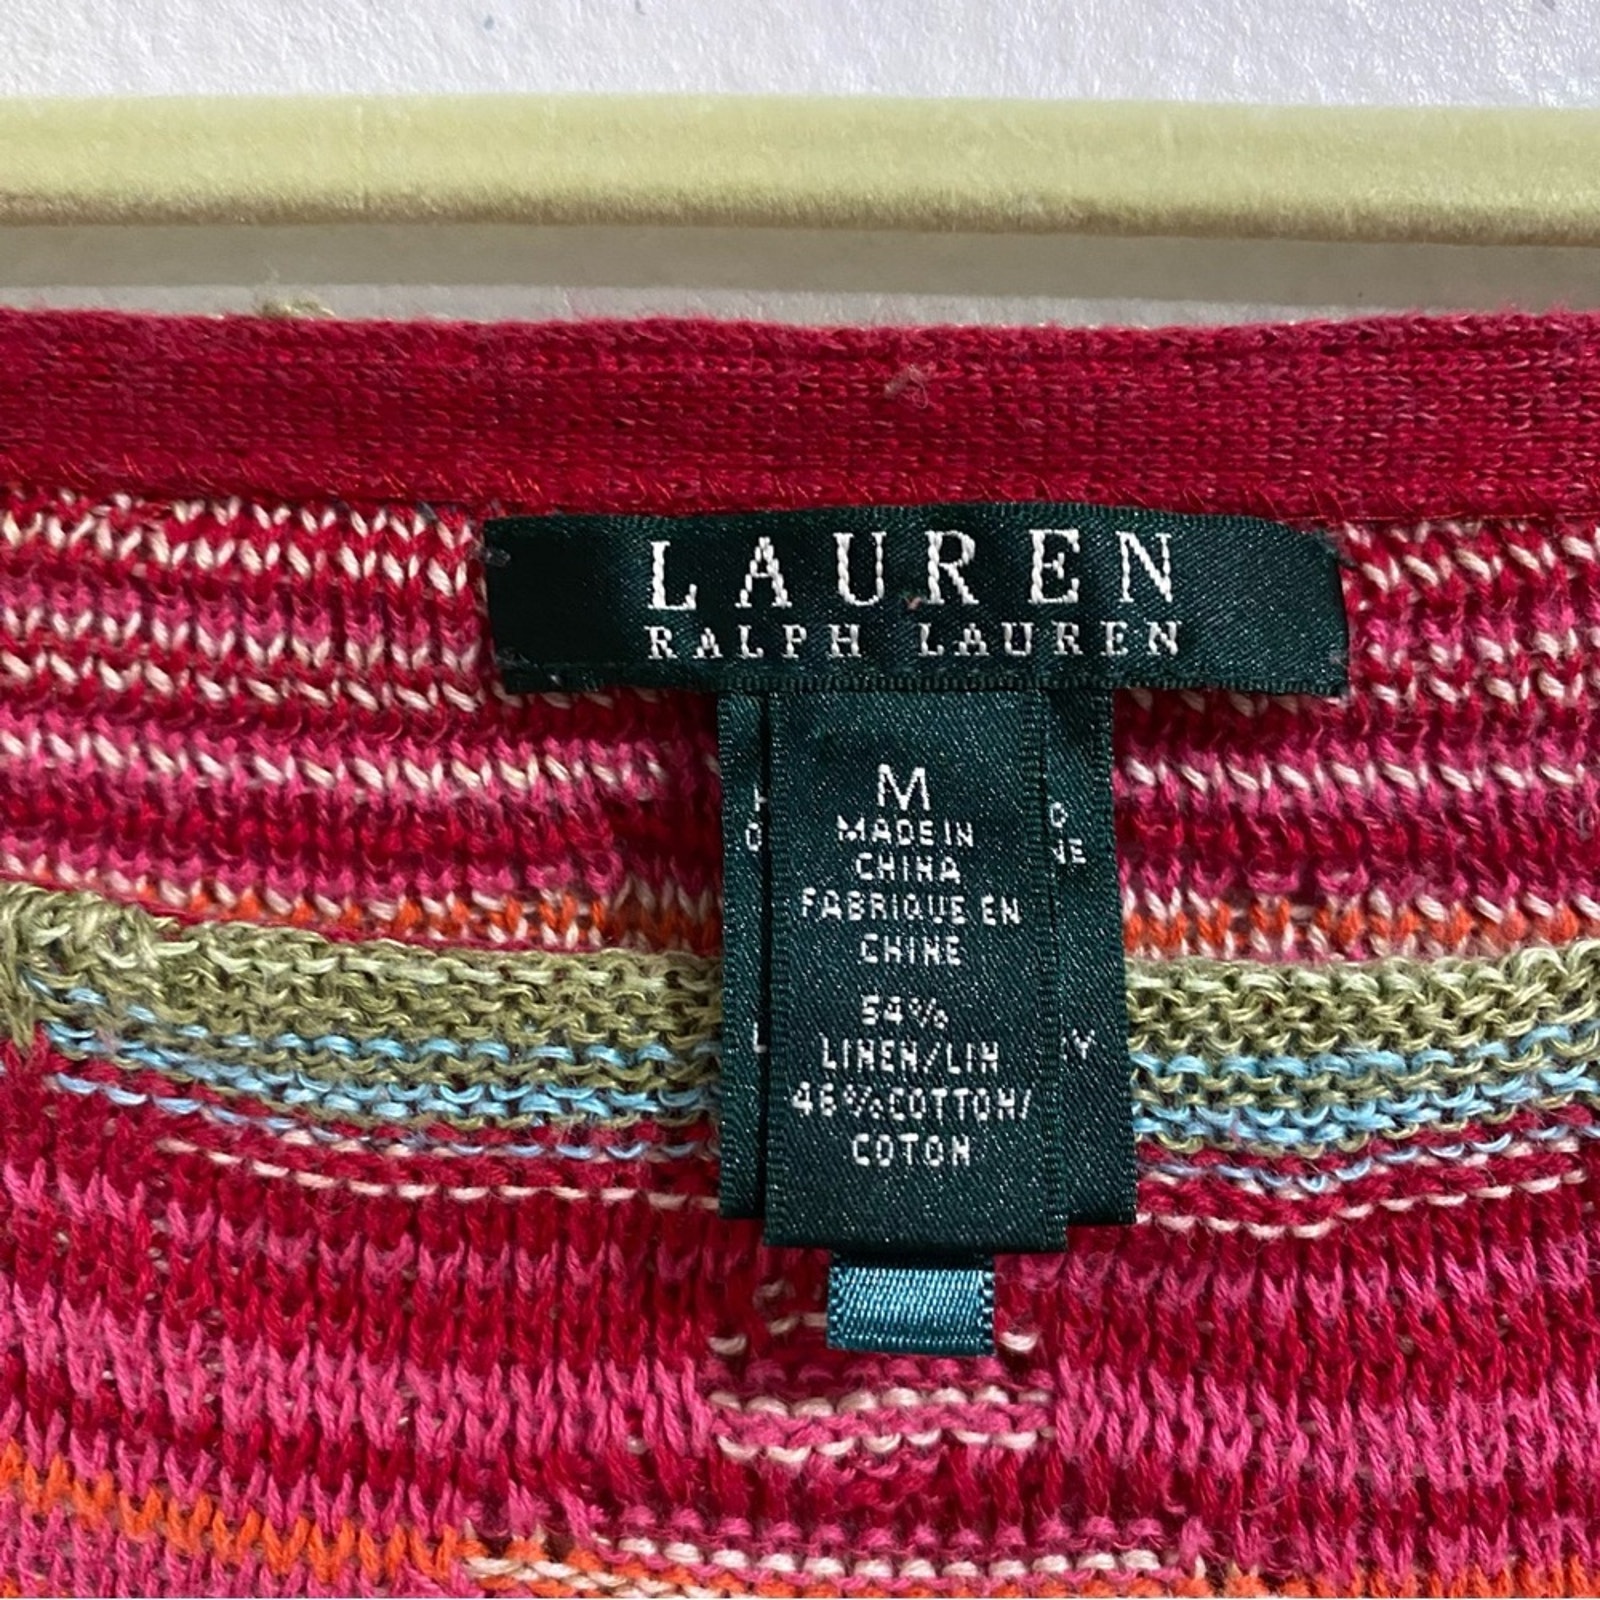 LAUREN
RALPH LAUREN
M
MADE IN
CHINA
FABRIQUE EN
CHINE
54%
LINEN/LIN
46% COTTON/
COTON